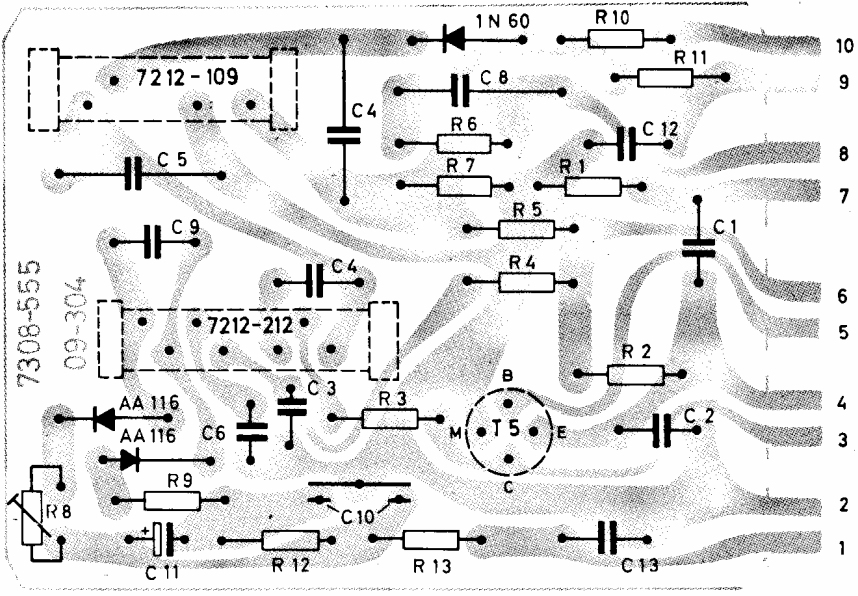 1N60
R10
10
R11
7212-109
9
C8
C4
R6
C12
8
C5
R7
R1
7
R5
C1
C9
C4
R4
6
7308-555
09-304
7212-212
5
R2
B
C3
R3
4
AA116
C6
M
T5
E
C2
3
AA116
C
R9
2
R8
C10
+
C11
R12
R13
C13
1